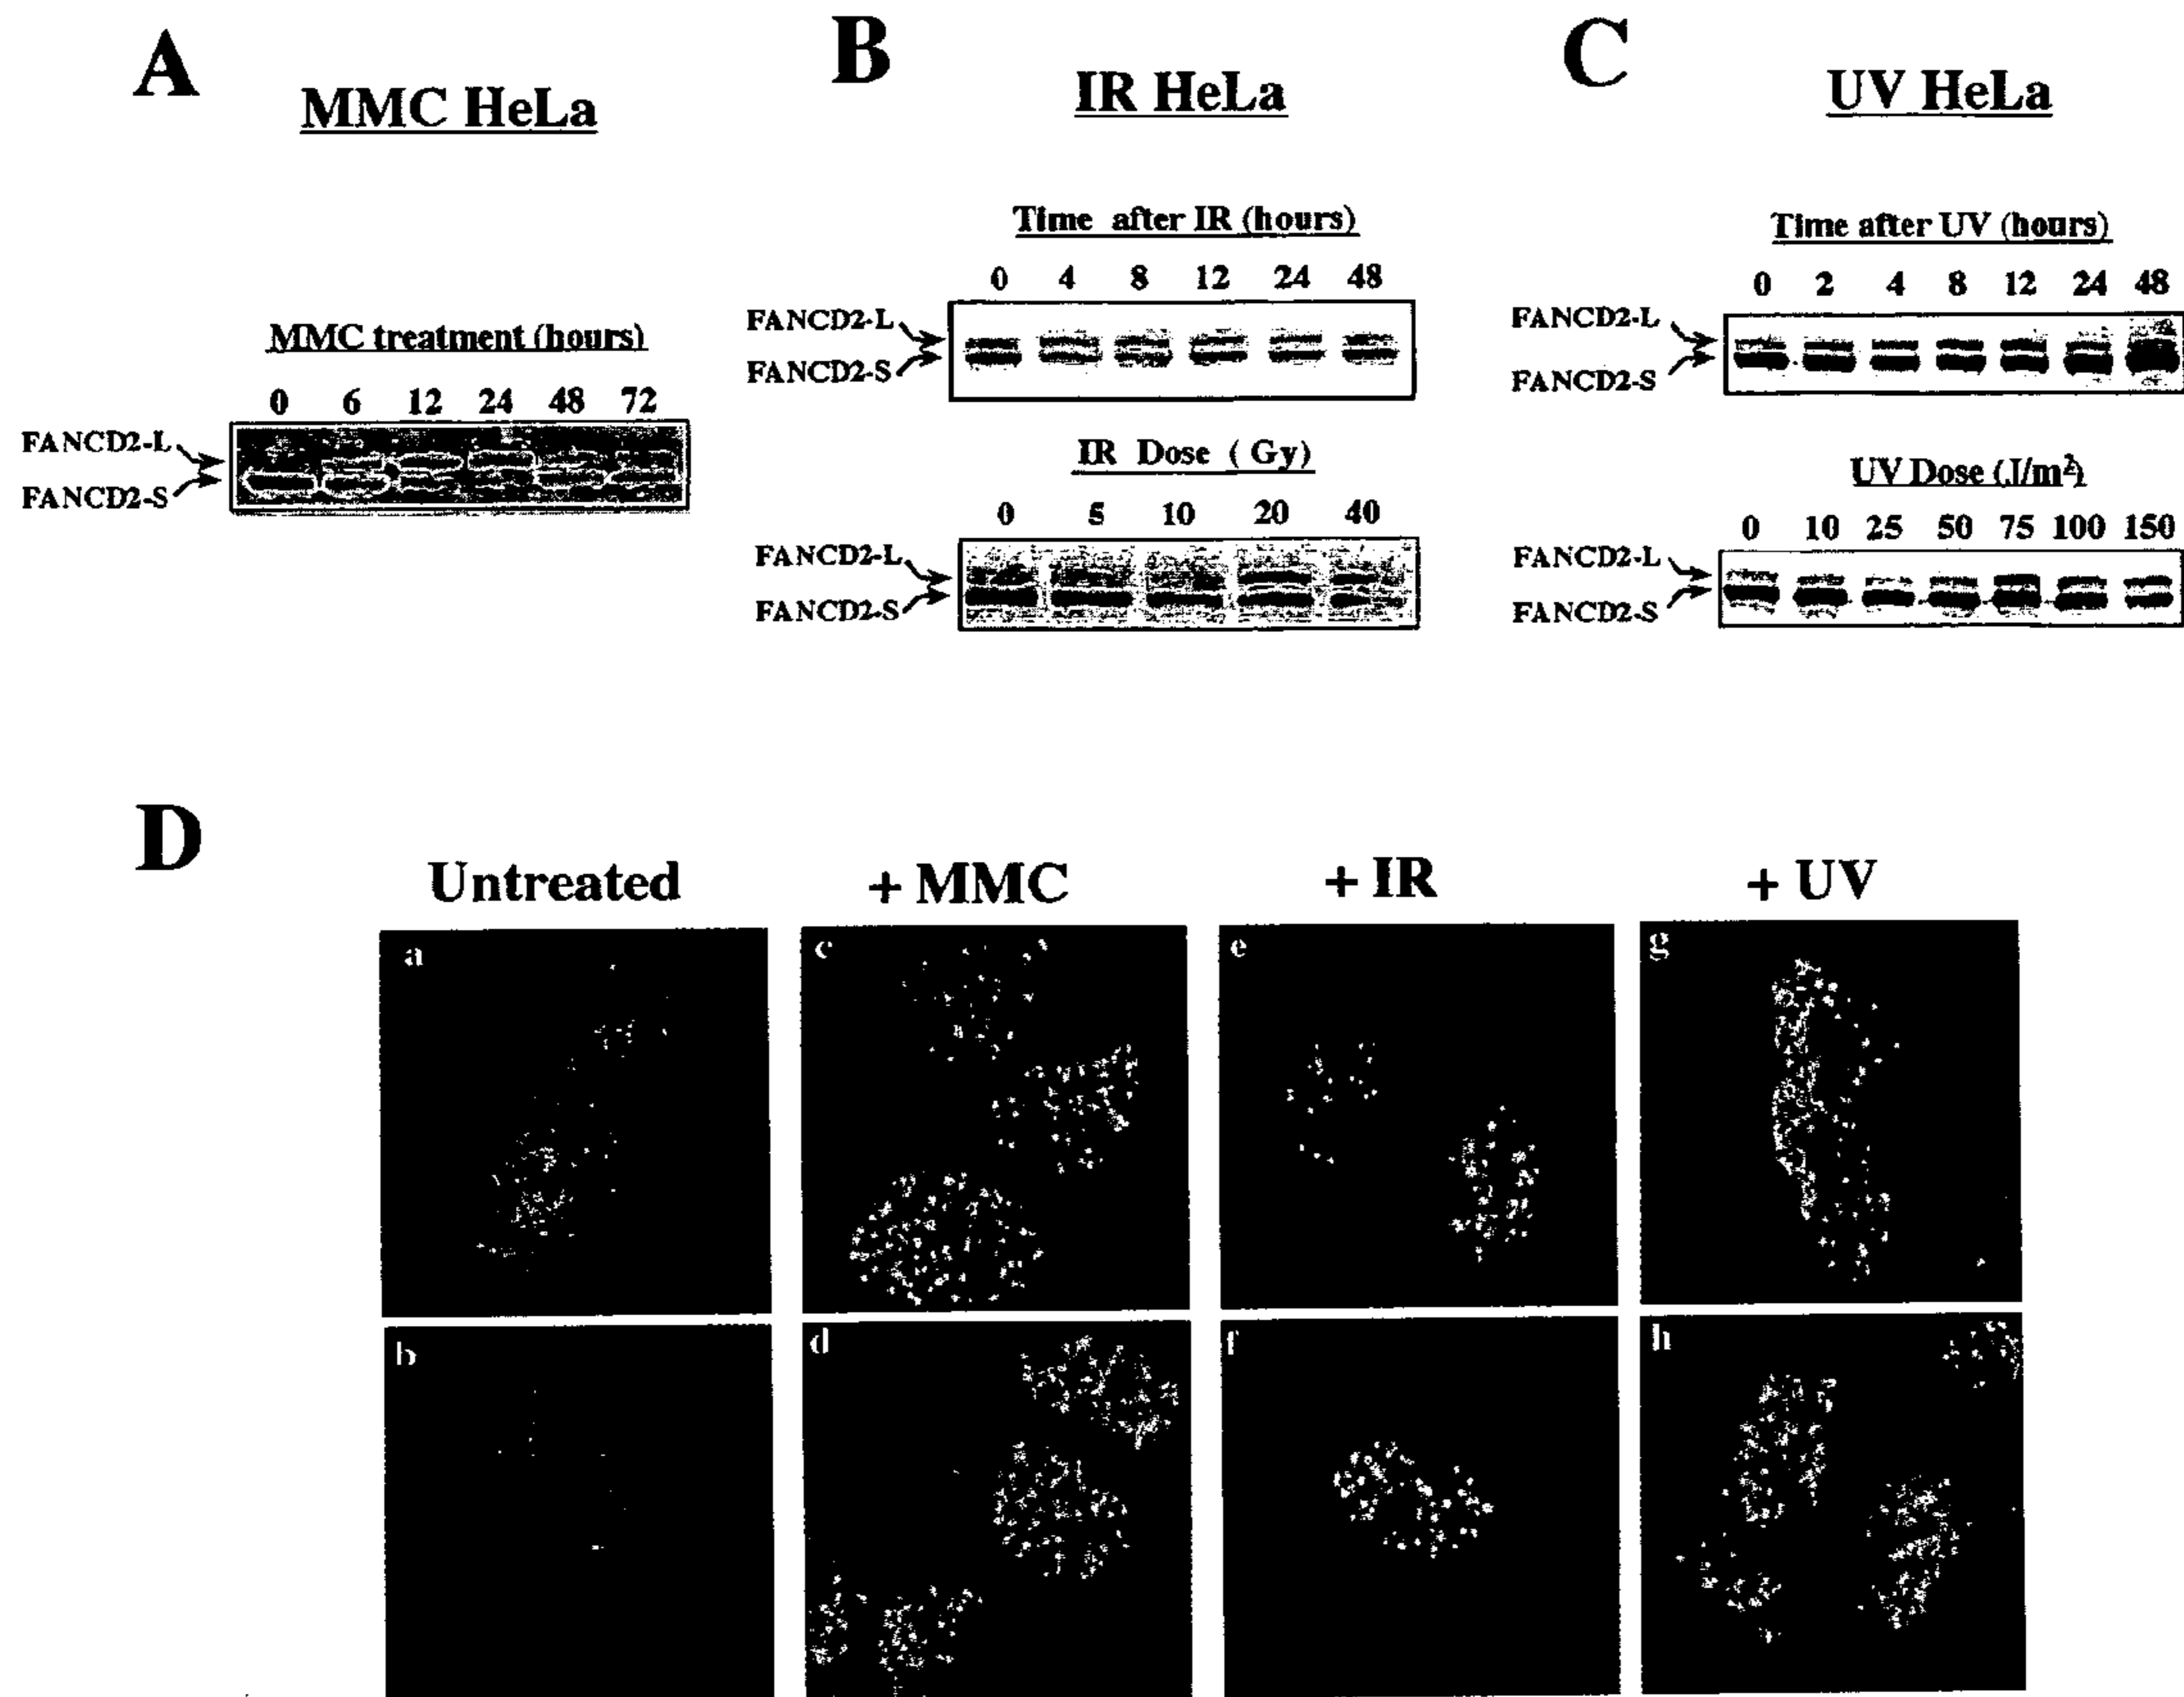 A
MMC HeLa
MMC treatment (hours)
0 6 12 24 48 72
FANCD2-L
FANCD2-S
B
IR HeLa
Time after IR (hours)
0 4 8 12 24 48
FANCD2-L
FANCD2-S
IR Dose ( Gy)
0 5 10 20 40
FANCD2-L
FANCD2-S
C
UV HeLa
Time after UV (hours)
0 2 4 8 12 24 48
FANCD2-L
FANCD2-S
UV Dose (J/m²)
0 10 25 50 75 100 150
FANCD2-L
FANCD2-S
D
Untreated + MMC + IR + UV
a c e g
b d f h